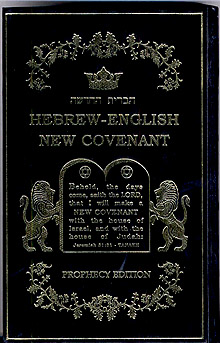 הברית החדשה
HEBREW-ENGLISH
NEW COVENANT
Behold, the days
come, saith the LORD,
that I will make a
NEW COVENANT
with the house of
Israel, and with the
house of Judah:
Jeremiah 31:31 - TANAKH
PROPHECY EDITION